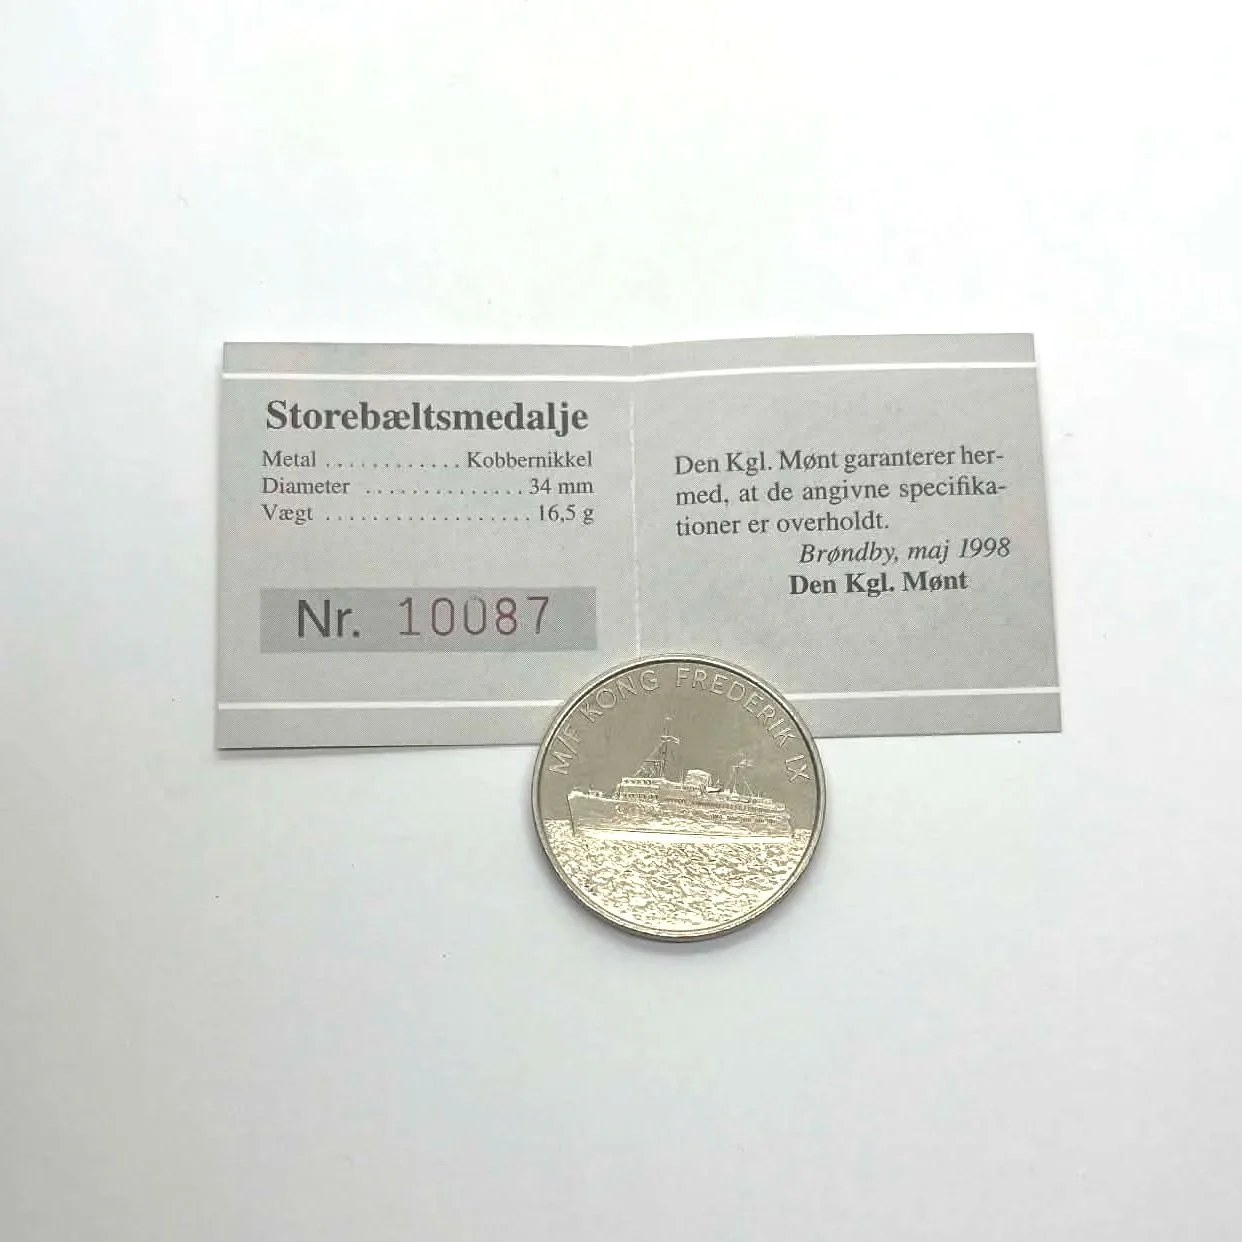 Storebæltsmedalje
Metal . . . . . . . . . . . . Kobbernikkel
Diameter . . . . . . . . . . . . . . 34 mm
Vægt . . . . . . . . . . . . . . . . . . 16,5 g
Nr. 10087
Den Kgl. Mønt garanterer her-
med, at de angivne specifika-
tioner er overholdt.
Brøndby, maj 1998
Den Kgl. Mønt
M/F KONG FREDERIK IX